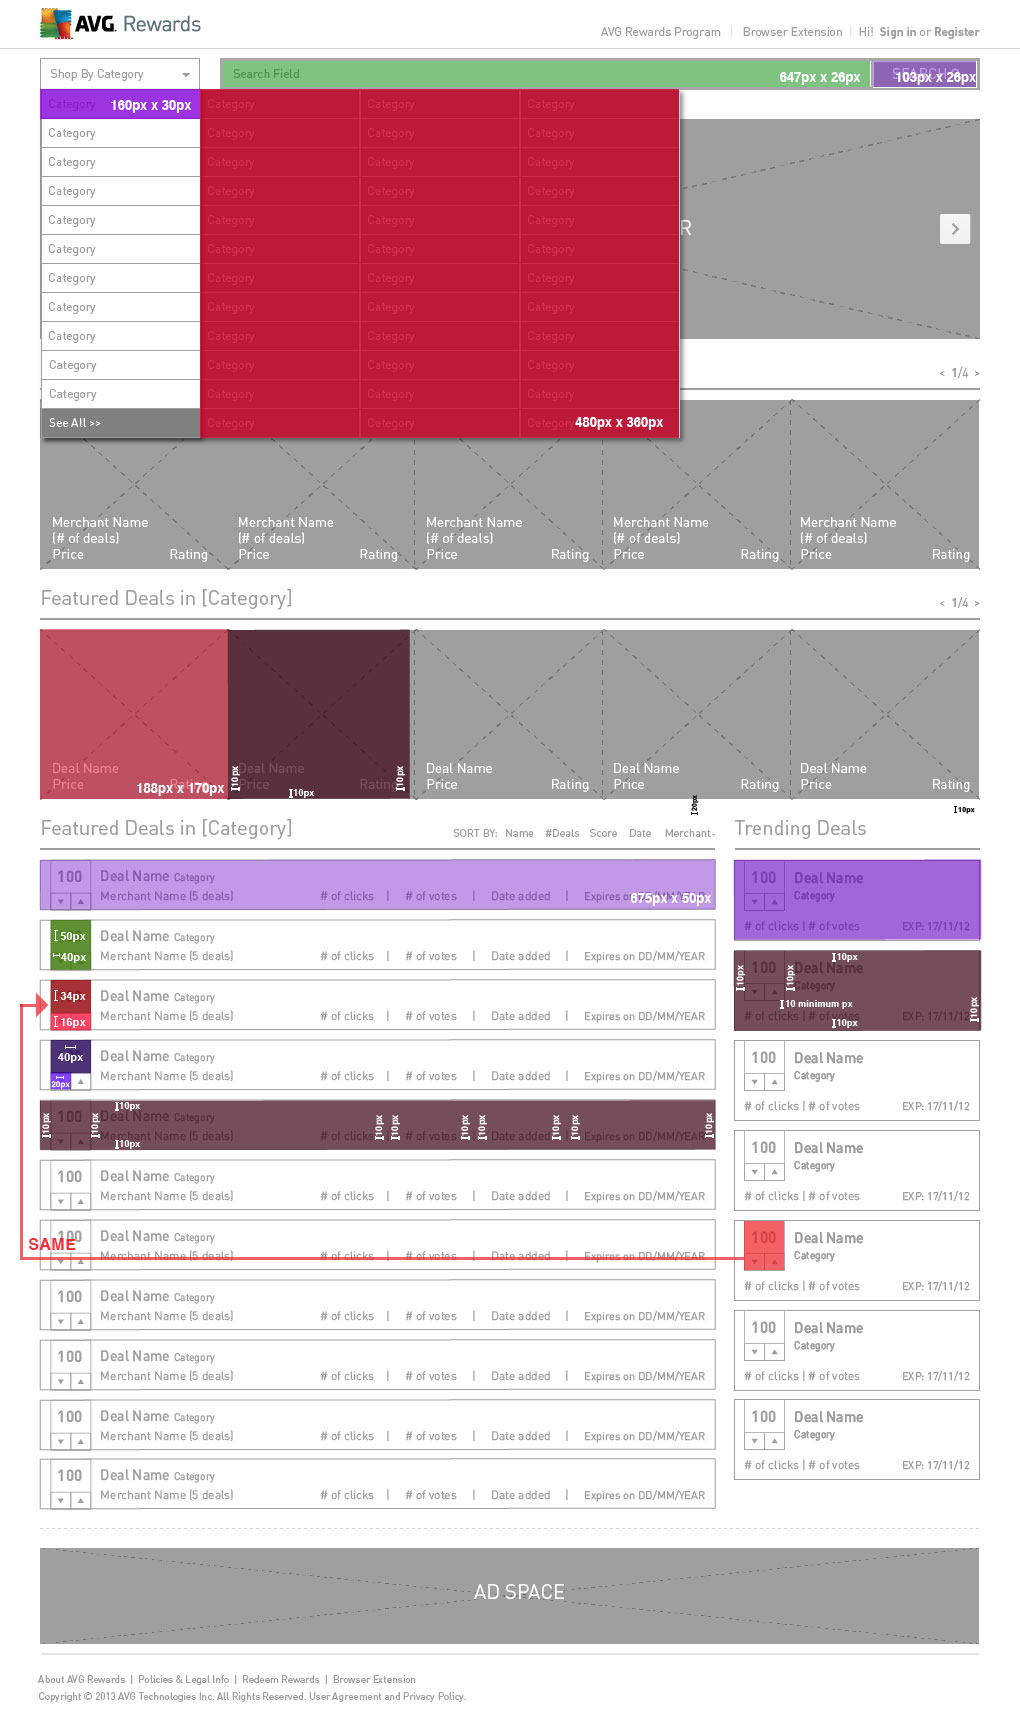 AVG. Rewards
AVG Rewards Program | Browser Extension | Hi! Sign in or Register
Shop By Category
Search Field 647px x 26px SEARCH 103px x 26px
Category 160px x 30px Category Category Category
Category Category Category Category
Category Category Category Category
Category Category Category Category
Category Category Category Category
Category Category Category Category
R
Category Category Category Category
Category Category Category Category
Category Category Category Category
Category Category Category Category
< 1/4 >
Category Category Category Category
See All >> Category Category Category 480px x 360px
Merchant Name Merchant Name Merchant Name Merchant Name Merchant Name
(# of deals) (# of deals) (# of deals) (# of deals) (# of deals)
Price Rating Price Rating Price Rating Price Rating Price Rating
Featured Deals in [Category] < 1/4 >
Deal Name Deal Name Deal Name Deal Name Deal Name
Price Rating 188px x 170px 10px Price Rating 10px Price Rating Price Rating Price Rating
10px
20px 10px
Featured Deals in [Category] SORT BY: Name #Deals Score Date Merchant
Trending Deals
100 Deal Name Category
Merchant Name (5 deals) # of clicks | # of votes | Date added | Expires on DD/MM/YEAR 675px x 50px
50px Deal Name Category
40px Merchant Name (5 deals) # of clicks | # of votes | Date added | Expires on DD/MM/YEAR
34px Deal Name Category
16px Merchant Name (5 deals) # of clicks | # of votes | Date added | Expires on DD/MM/YEAR
40px Deal Name Category
20px Merchant Name (5 deals) # of clicks | # of votes | Date added | Expires on DD/MM/YEAR
100 Deal Name Category 10px
10px 10px Merchant Name (5 deals) 10px # of clicks 10px 10px # of votes 10px 10px Date added 10px 10px Expires on DD/MM/YEAR 10px
100 Deal Name Category
Merchant Name (5 deals) # of clicks | # of votes | Date added | Expires on DD/MM/YEAR
100 Deal Name Category
SAME
Merchant Name (5 deals) # of clicks | # of votes | Date added | Expires on DD/MM/YEAR
100 Deal Name Category
Merchant Name (5 deals) # of clicks | # of votes | Date added | Expires on DD/MM/YEAR
100 Deal Name Category
Merchant Name (5 deals) # of clicks | # of votes | Date added | Expires on DD/MM/YEAR
100 Deal Name Category
Merchant Name (5 deals) # of clicks | # of votes | Date added | Expires on DD/MM/YEAR
100 Deal Name Category
Merchant Name (5 deals) # of clicks | # of votes | Date added | Expires on DD/MM/YEAR
100 Deal Name
Category
# of clicks | # of votes EXP: 17/11/12
10px
10px 100 10px Deal Name
Category
10 minimum px
# of clicks | # of votes 10px EXP: 17/11/12 10px
100 Deal Name
Category
# of clicks | # of votes EXP: 17/11/12
100 Deal Name
Category
# of clicks | # of votes EXP: 17/11/12
100 Deal Name
Category
# of clicks | # of votes EXP: 17/11/12
100 Deal Name
Category
# of clicks | # of votes EXP: 17/11/12
100 Deal Name
Category
# of clicks | # of votes EXP: 17/11/12
AD SPACE
About AVG Rewards | Policies & Legal Info | Redeem Rewards | Browser Extension
Copyright © 2013 AVG Technologies Inc. All Rights Reserved. User Agreement and Privacy Policy.